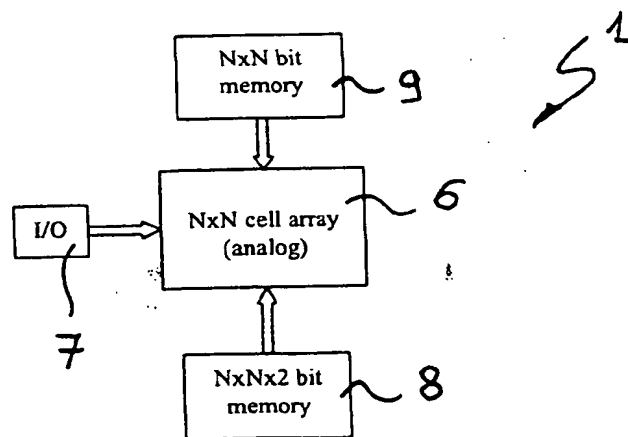 1
NxN bit
memory
9
NxN cell array
(analog)
6
I/O
7
NxNx2 bit
memory
8